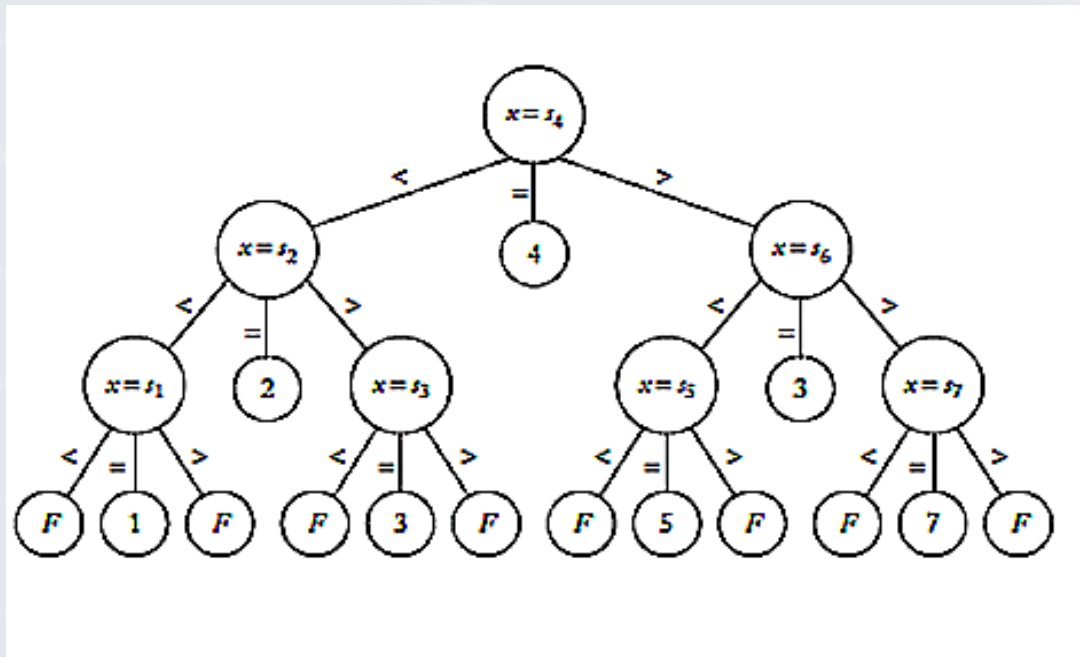 x=s₄
< = >
x=s₂ 4 x=s₆
< = > < = >
x=s₁ 2 x=s₃ x=s₅ 3 x=s₇
< = > < = > < = > < = >
F 1 F F 3 F F 5 F F 7 F